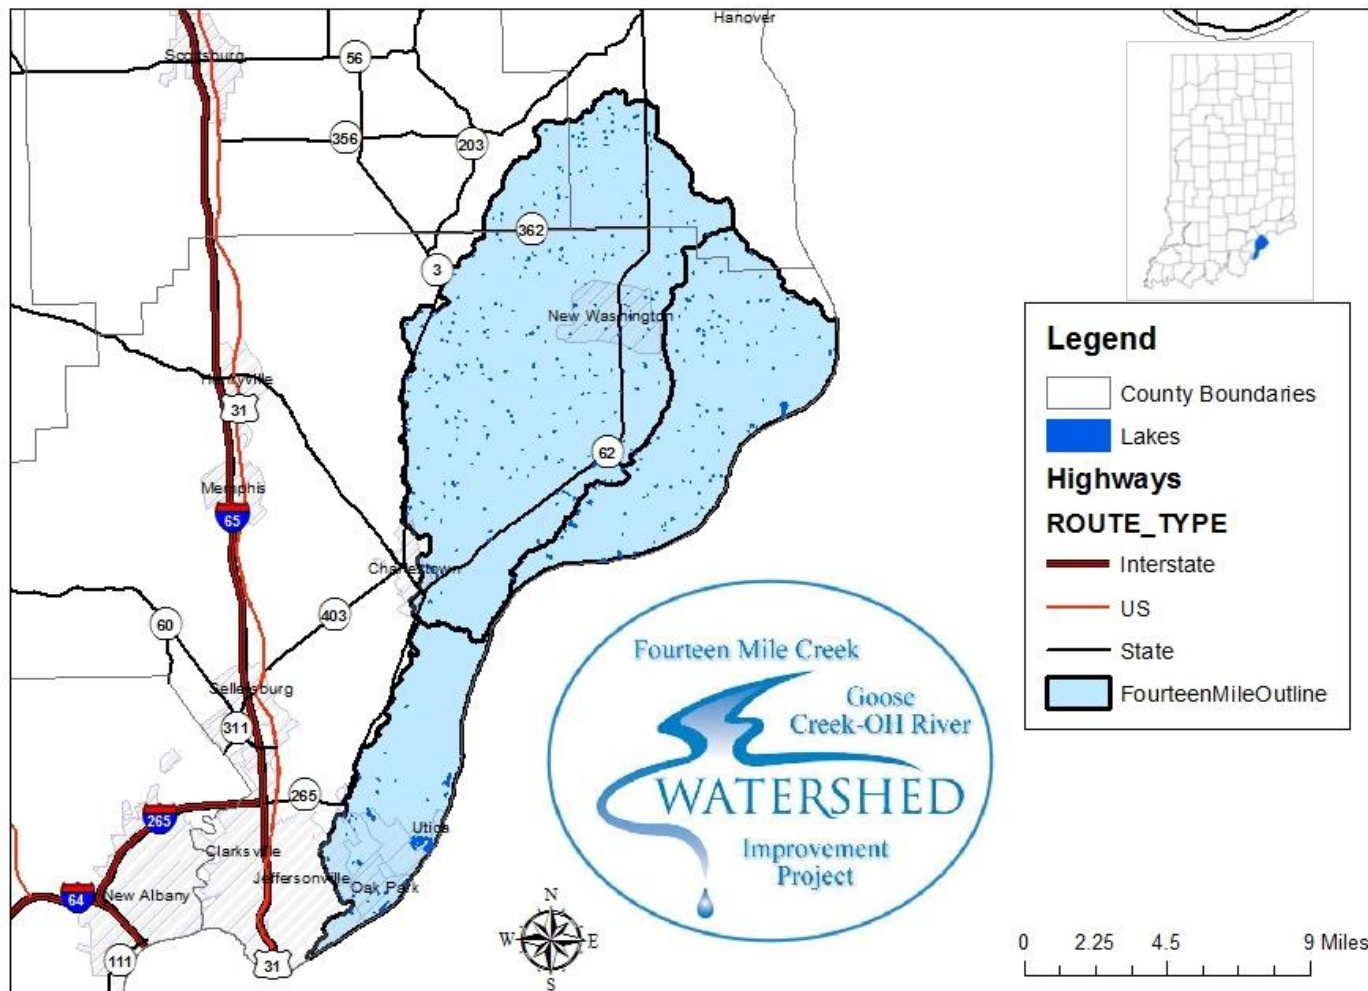 Hanover
Scottsburg
56
356
203
362
3
New Washington
Henryville
31
62
Memphis
65
Charlestown
403
60
Sellersburg
311
265
265
Utica
Clarksville
Jeffersonville
Oak Park
64
New Albany
111
31
Legend
County Boundaries
Lakes
Highways
ROUTE_TYPE
Interstate
US
State
FourteenMileOutline
Fourteen Mile Creek
Goose
Creek-OH River
WATERSHED
Improvement
Project
N
W E
S
0 2.25 4.5 9 Miles